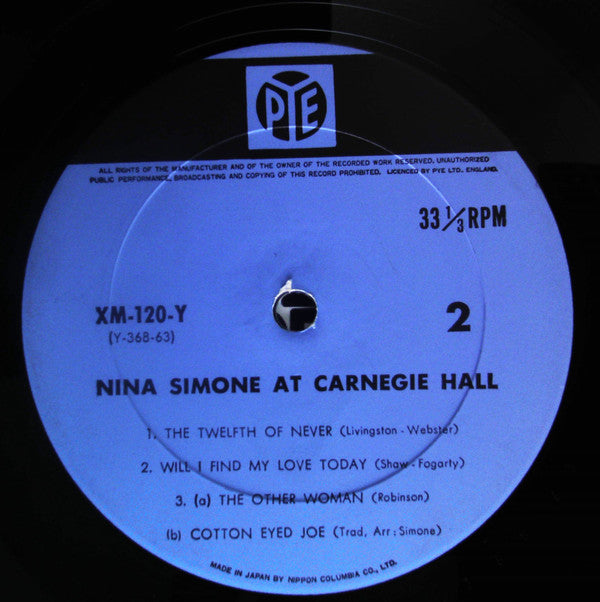 PYE
ALL RIGHTS OF THE MANUFACTURER AND OF THE OWNER OF THE RECORDED WORK RESERVED, UNAUTHORIZED
PUBLIC PERFORMANCE, BROADCASTING AND COPYING OF THIS RECORD PROHIBITED. LICENCED BY PYE LTD., ENGLAND.
33 1/3 RPM
XM-120-Y
2
(Y-368-63)
NINA SIMONE AT CARNEGIE HALL
1. THE TWELFTH OF NEVER (Livingston - Webster)
2. WILL I FIND MY LOVE TODAY (Shaw - Fogarty)
3. (a) THE OTHER WOMAN (Robinson)
(b) COTTON EYED JOE (Trad, Arr : Simone)
MADE IN JAPAN BY NIPPON COLUMBIA CO., LTD.